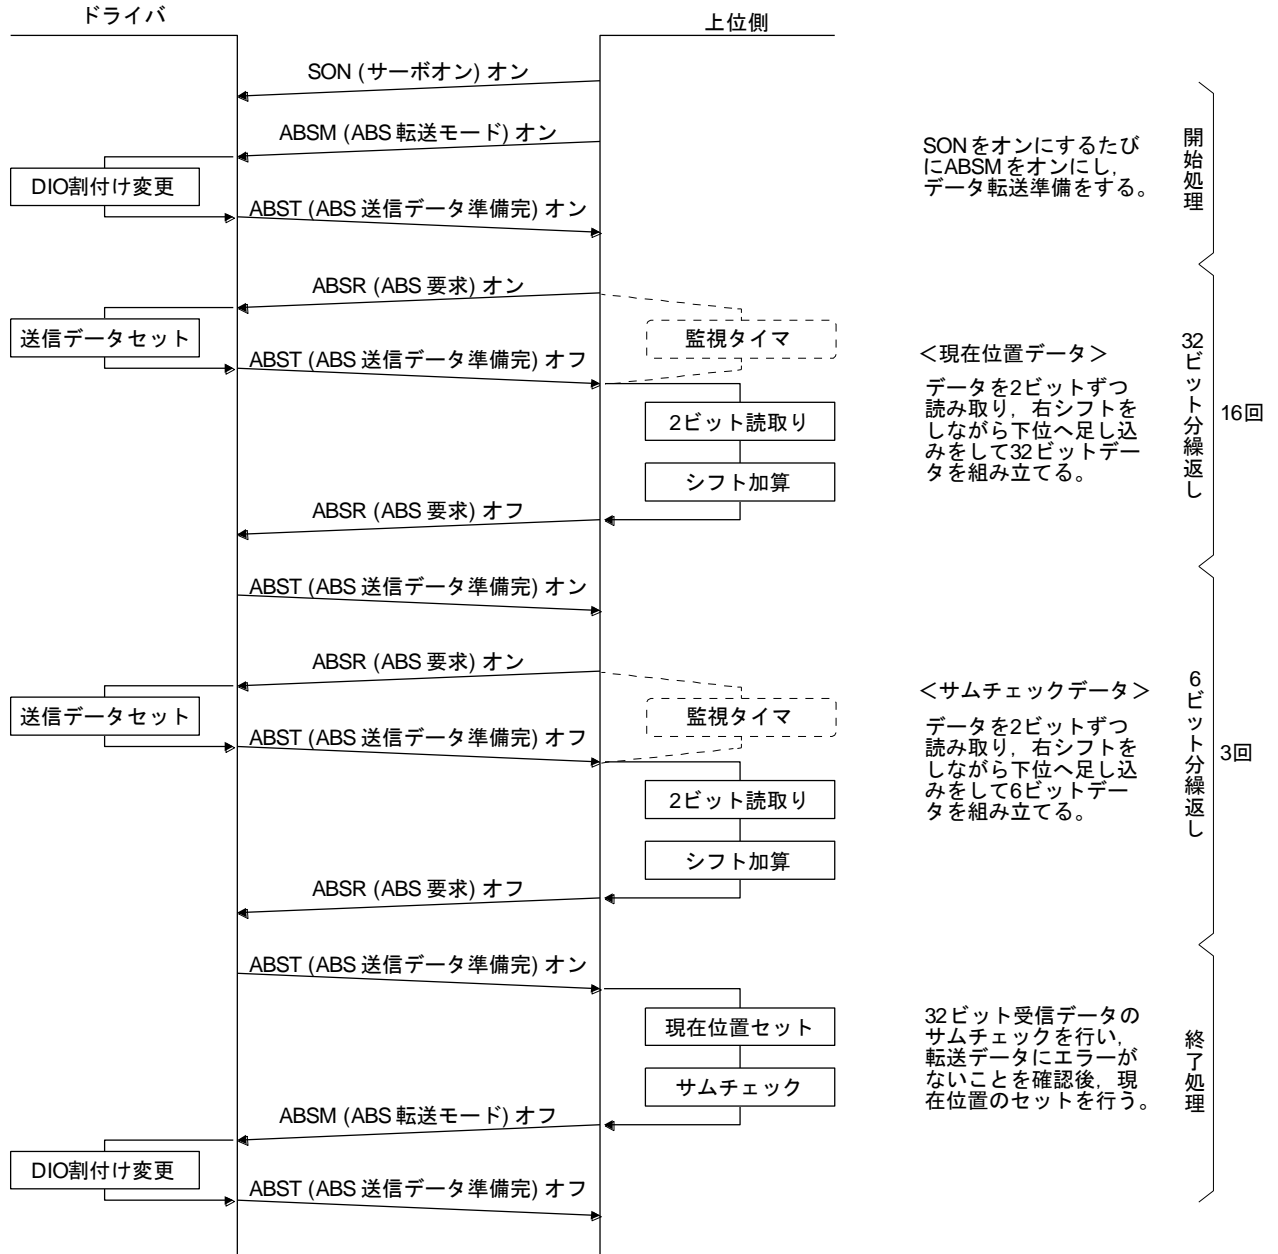 ドライバ
上位側
SON (サーボオン) オン
ABSM (ABS 転送モード) オン
DIO割付け変更
ABST (ABS 送信データ準備完) オン
SONをオンにするたび
にABSMをオンにし，
データ転送準備をする。
開始処理
ABSR (ABS 要求) オン
送信データセット
監視タイマ
ABST (ABS 送信データ準備完) オフ
2ビット読取り
シフト加算
ABSR (ABS 要求) オフ
＜現在位置データ＞
データを2ビットずつ
読み取り，右シフトを
しながら下位へ足し込
みをして32ビットデー
タを組み立てる。
32ビット分繰返し
16回
ABST (ABS 送信データ準備完) オン
ABSR (ABS 要求) オン
送信データセット
監視タイマ
ABST (ABS 送信データ準備完) オフ
2ビット読取り
シフト加算
ABSR (ABS 要求) オフ
＜サムチェックデータ＞
データを2ビットずつ
読み取り，右シフトを
しながら下位へ足し込
みをして6ビットデー
タを組み立てる。
6ビット分繰返し
3回
ABST (ABS 送信データ準備完) オン
現在位置セット
サムチェック
ABSM (ABS 転送モード) オフ
DIO割付け変更
ABST (ABS 送信データ準備完) オフ
32ビット受信データの
サムチェックを行い，
転送データにエラーが
ないことを確認後，現
在位置のセットを行う。
終了処理